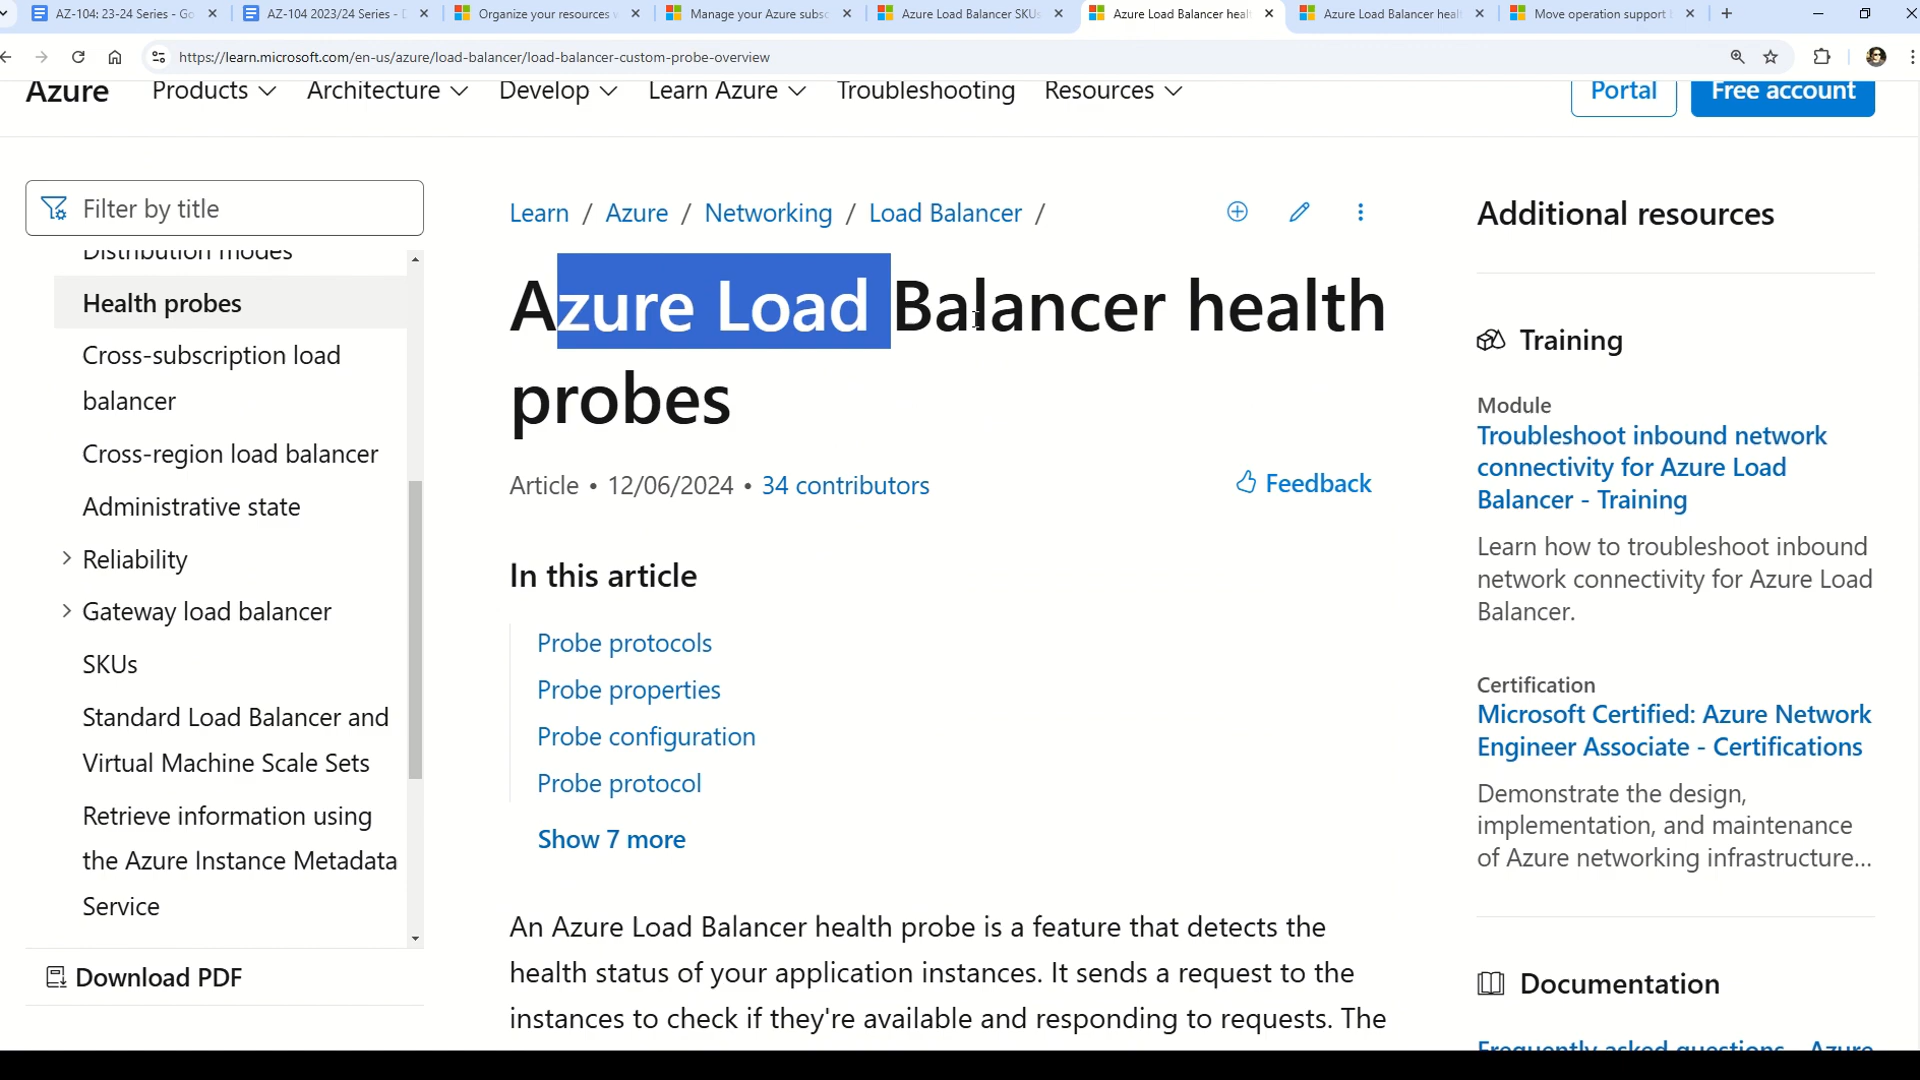 AZ-104: 23-24 Series - Go
AZ-104 2023/24 Series - D
Organize your resources w
Manage your Azure subsc
Azure Load Balancer SKUs
Azure Load Balancer healt
Azure Load Balancer healt
Move operation support
https://learn.microsoft.com/en-us/azure/load-balancer/load-balancer-custom-probe-overview
Azure
Products
Architecture
Develop
Learn Azure
Troubleshooting
Resources
Portal
Free account
Filter by title
Distribution modes
Health probes
Cross-subscription load
balancer
Cross-region load balancer
Administrative state
Reliability
Gateway load balancer
SKUs
Standard Load Balancer and
Virtual Machine Scale Sets
Retrieve information using
the Azure Instance Metadata
Service
Download PDF
Learn / Azure / Networking / Load Balancer /
Azure Load Balancer health
probes
Article • 12/06/2024 • 34 contributors
Feedback
In this article
Probe protocols
Probe properties
Probe configuration
Probe protocol
Show 7 more
An Azure Load Balancer health probe is a feature that detects the
health status of your application instances. It sends a request to the
instances to check if they're available and responding to requests. The
Additional resources
Training
Module
Troubleshoot inbound network
connectivity for Azure Load
Balancer - Training
Learn how to troubleshoot inbound
network connectivity for Azure Load
Balancer.
Certification
Microsoft Certified: Azure Network
Engineer Associate - Certifications
Demonstrate the design,
implementation, and maintenance
of Azure networking infrastructure...
Documentation
Frequently asked questions - Azure